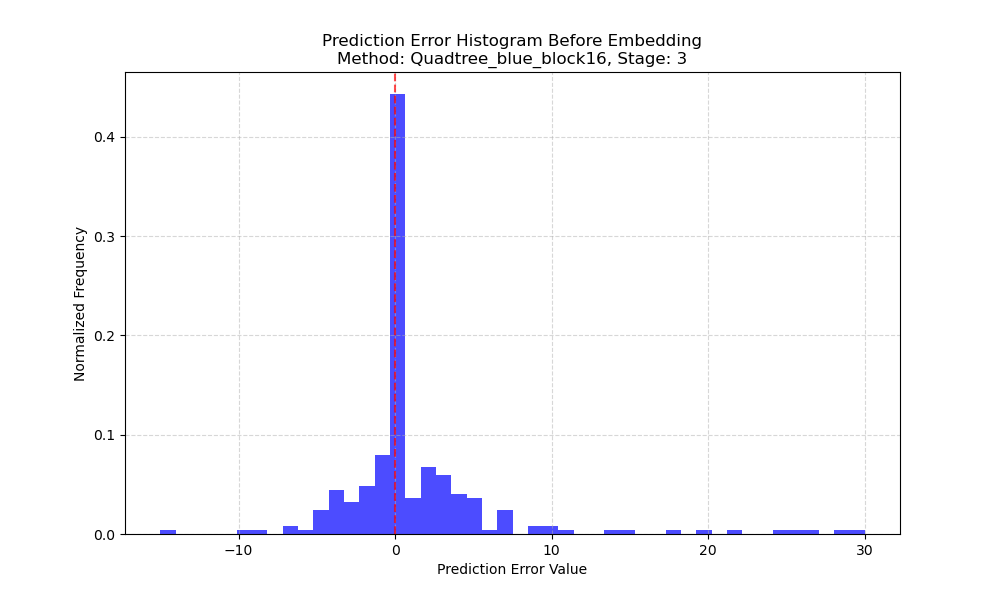 Prediction Error Histogram Before Embedding
Method: Quadtree_blue_block16, Stage: 3
Normalized Frequency
0.4
0.3
0.2
0.1
0.0
−10
0
10
20
30
Prediction Error Value